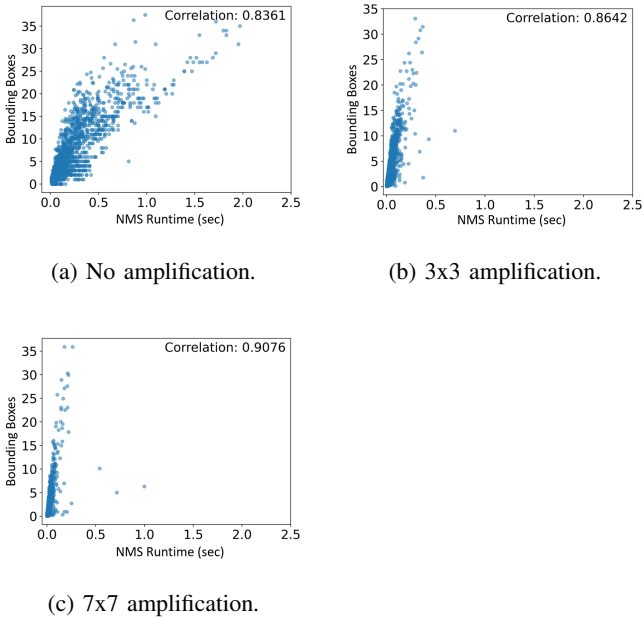 Correlation: 0.8361
Bounding Boxes
35
30
25
20
15
10
5
0
0.0 0.5 1.0 1.5 2.0 2.5
NMS Runtime (sec)
(a) No amplification.
Correlation: 0.8642
Bounding Boxes
35
30
25
20
15
10
5
0
0.0 0.5 1.0 1.5 2.0 2.5
NMS Runtime (sec)
(b) 3x3 amplification.
Correlation: 0.9076
Bounding Boxes
35
30
25
20
15
10
5
0
0.0 0.5 1.0 1.5 2.0 2.5
NMS Runtime (sec)
(c) 7x7 amplification.